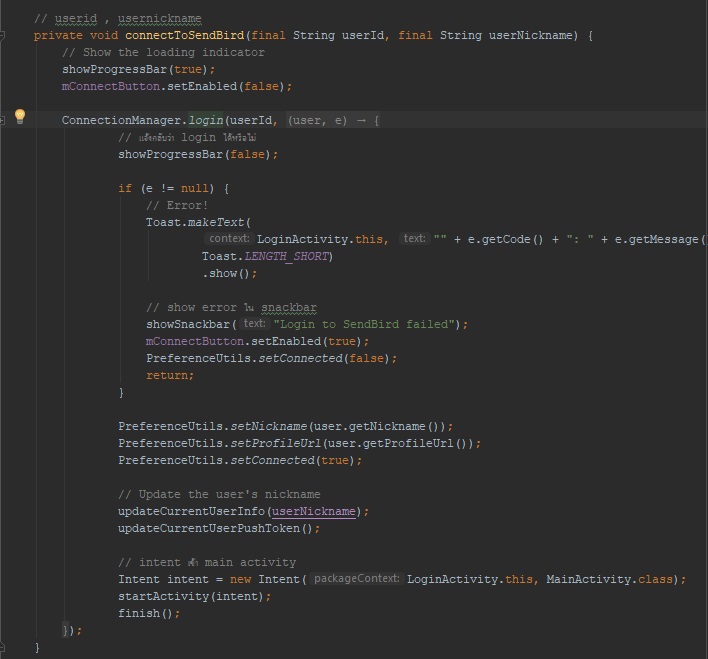 // userid , usernickname
private void connectToSendBird(final String userId, final String userNickname) {
// Show the loading indicator
showProgressBar(true);
mConnectButton.setEnabled(false);
ConnectionManager.login(userId, (user, e) → {
// แจ้งกลับว่า login ได้หรือไม่
showProgressBar(false);
if (e != null) {
// Error!
Toast.makeText(
context: LoginActivity.this, text: "" + e.getCode() + ": " + e.getMessage(
Toast.LENGTH_SHORT)
.show();
// show error ใน snackbar
showSnackbar( text: "Login to SendBird failed");
mConnectButton.setEnabled(true);
PreferenceUtils.setConnected(false);
return;
}
PreferenceUtils.setNickname(user.getNickname());
PreferenceUtils.setProfileUrl(user.getProfileUrl());
PreferenceUtils.setConnected(true);
// Update the user's nickname
updateCurrentUserInfo(userNickname);
updateCurrentUserPushToken();
// intent main activity
Intent intent = new Intent( packageContext: LoginActivity.this, MainActivity.class);
startActivity(intent);
finish();
});
}